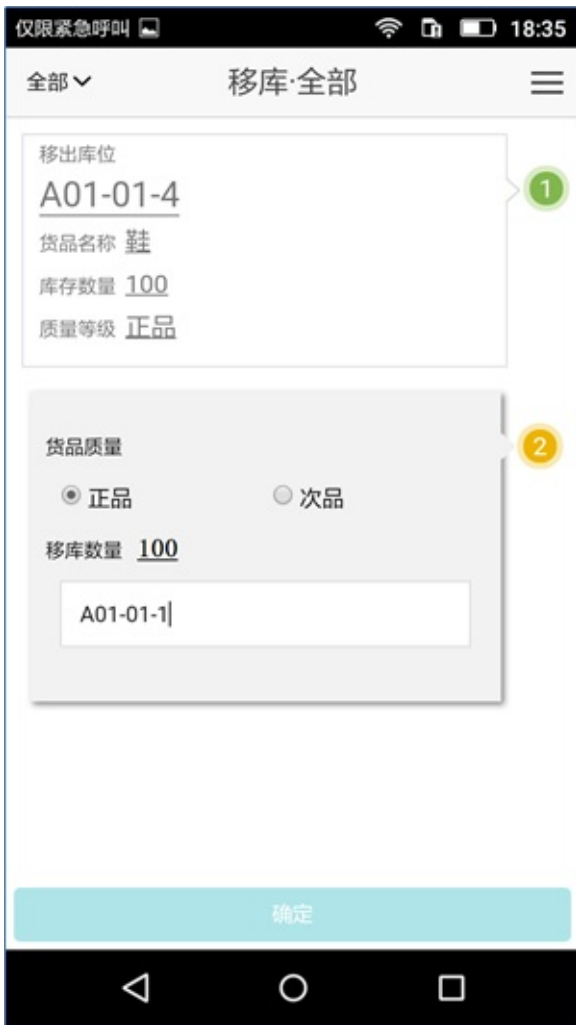 仅限紧急呼叫 18:35
全部 移库·全部
移出库位
A01-01-4
1
货品名称 鞋
库存数量 100
质量等级 正品
货品质量
2
正品 次品
移库数量 100
A01-01-1
确定